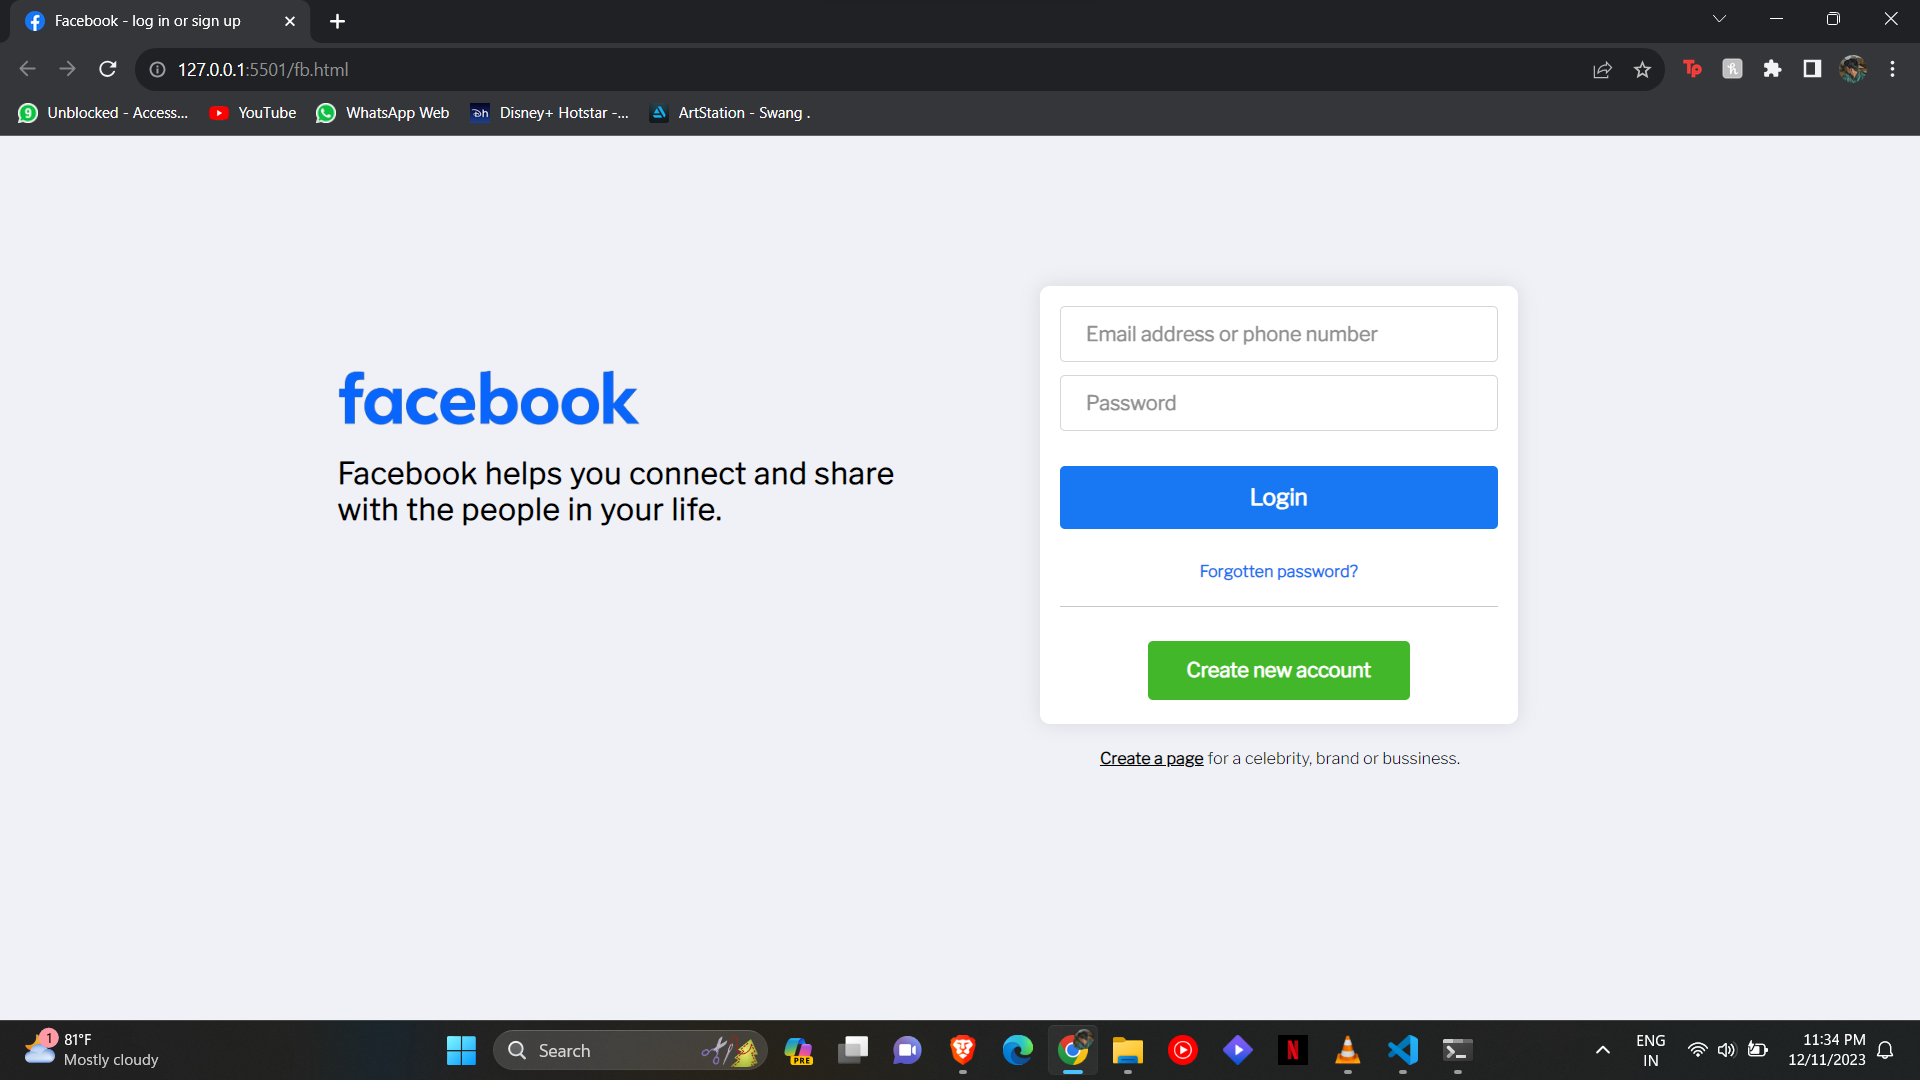 Facebook - log in or sign up
127.0.0.1:5501/fb.html
Unblocked - Access...
YouTube
WhatsApp Web
Disney+ Hotstar -...
ArtStation - Swang .
facebook
Facebook helps you connect and share
with the people in your life.
Email address or phone number
Password
Login
Forgotten password?
Create new account
Create a page for a celebrity, brand or bussiness.
1
81°F
Mostly cloudy
Search
PRE
ENG
IN
11:34 PM
12/11/2023